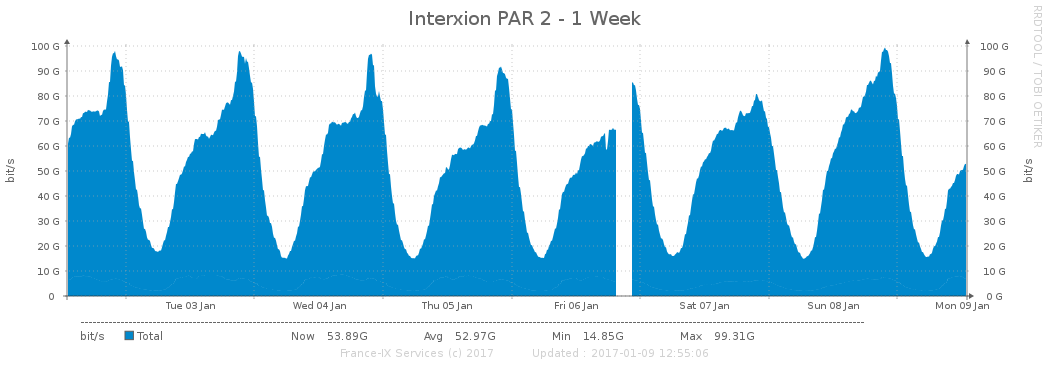 Interxion PAR 2 - 1 Week
RRDTOOL / TOBI OETIKER
bit/s
bit/s
100 G 100 G
90 G 90 G
80 G 80 G
70 G 70 G
60 G 60 G
50 G 50 G
40 G 40 G
30 G 30 G
20 G 20 G
10 G 10 G
0 0 G
Tue 03 Jan Wed 04 Jan Thu 05 Jan Fri 06 Jan Sat 07 Jan Sun 08 Jan Mon 09 Jan
bit/s Total Now 53.89G Avg 52.97G Min 14.85G Max 99.31G
France-IX Services (c) 2017 Updated : 2017-01-09 12:55:06